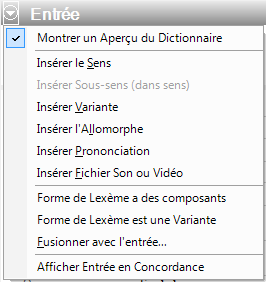 Entrée
Montrer un Aperçu du Dictionnaire
Insérer le Sens
Insérer Sous-sens (dans sens)
Insérer Variante
Insérer l'Allomorphe
Insérer Prononciation
Insérer Fichier Son ou Vidéo
Forme de Lexème a des composants
Forme de Lexème est une Variante
Fusionner avec l'entrée...
Afficher Entrée en Concordance